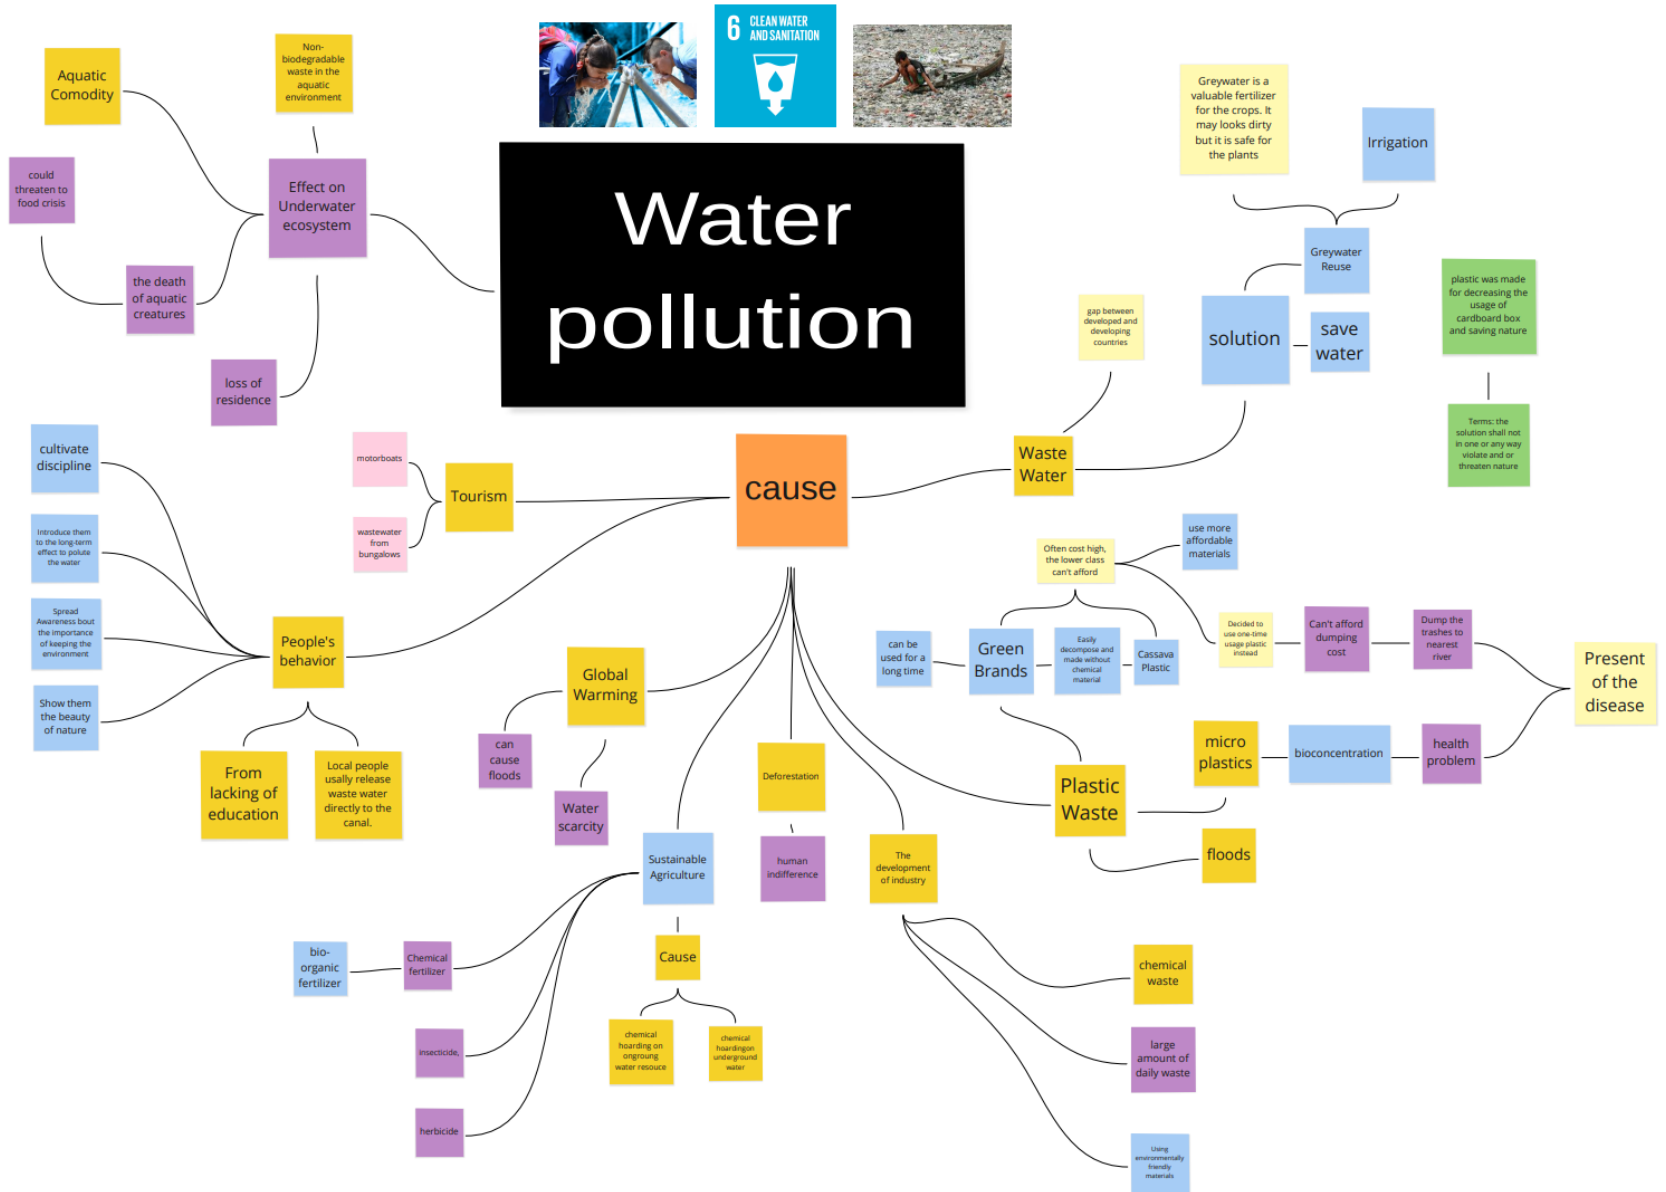 6 CLEAN WATER
AND SANITATION
Water
pollution
Aquatic
Comodity
Non-
biodegradable
waste in the
aquatic
environment
could
threaten to
food crisis
Effect on
Underwater
ecosystem
the death
of aquatic
creatures
loss of
residence
Greywater is a
valuable fertilizer
for the crops. It
may looks dirty
but it is safe for
the plants
Irrigation
Greywater
Reuse
solution
save
water
plastic was made
for decreasing the
usage of
cardboard box
and saving nature
Terms: the
solution shall not
in one or any way
violate and or
threaten nature
gap between
developed and
developing
countries
Waste
Water
cause
Tourism
motorboats
wastewater
from
bungalows
cultivate
discipline
Introduce them
to the long-term
effect to polute
the water
Spread
Awareness bout
the importance
of keeping the
environment
Show them
the beauty
of nature
People's
behavior
From
lacking of
education
Local people
usally release
waste water
directly to the
canal.
Global
Warming
can
cause
floods
Water
scarcity
Sustainable
Agriculture
Cause
chemical
hoarding on
ongroung
water resouce
chemical
hoardingon
underground
water
Chemical
fertilizer
bio-
organic
fertilizer
insecticide,
herbicide
Deforestation
human
indifference
The
development
of industry
chemical
waste
large
amount of
daily waste
Using
environmentally
friendly
materials
Often cost high,
the lower class
can't afford
use more
affordable
materials
can be
used for a
long time
Green
Brands
Easily
decompose and
made without
chemical
material
Cassava
Plastic
Decided to
use one-time
usage plastic
instead
Can't afford
dumping
cost
Dump the
trashes to
nearest
river
Present
of the
disease
Plastic
Waste
micro
plastics
bioconcentration
health
problem
floods